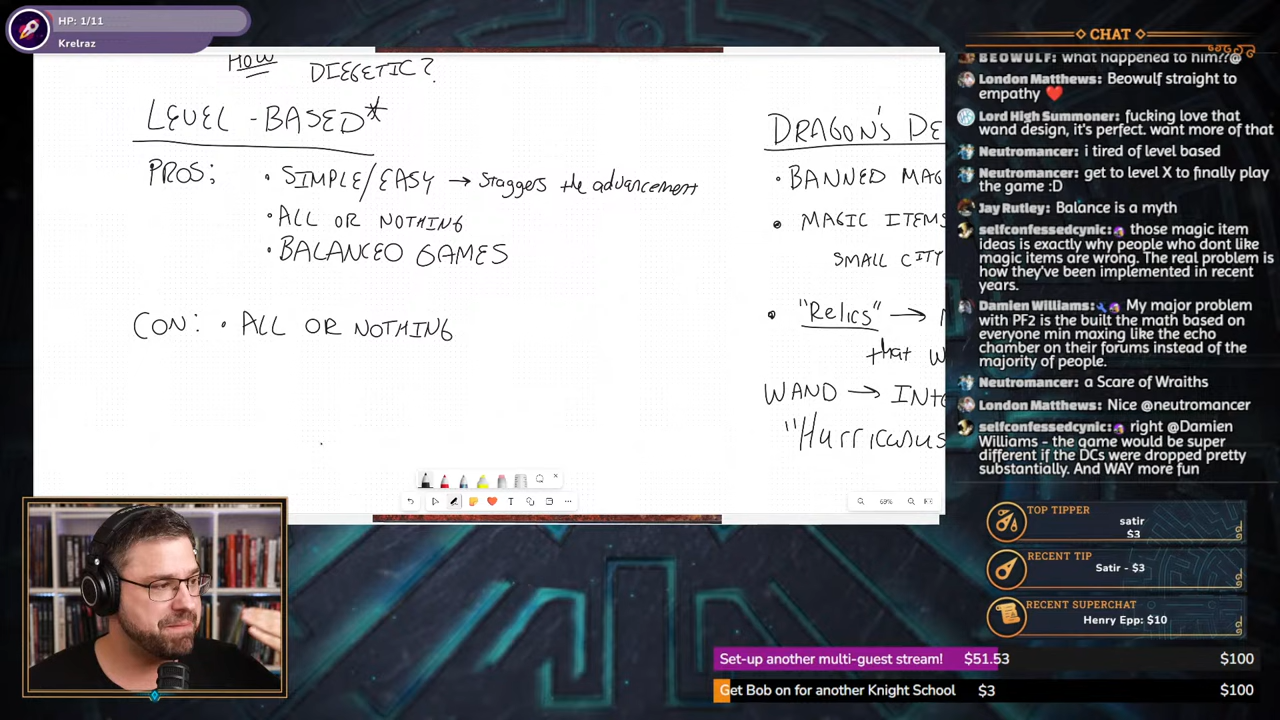 HP: 1/11
Krelraz
HOW DIEGETIC?
LEVEL-BASED*
PROS:
• SIMPLE/EASY → Staggers the advancement
• ALL OR NOTHING
• BALANCED GAMES
CON: • ALL OR NOTHING
DRAGON'S DE
• BANNED MAG
• MAGIC ITEMS
SMALL CITY
• "Relics" →
that W
WAND → INTO
"Hurricanus
CHAT
BEOWULF: what happened to him??@
London Matthews: Beowulf straight to
empathy ❤️
Lord High Summoner: fucking love that
wand design, it's perfect. want more of that
Neutromancer: i tired of level based
Neutromancer: get to level X to finally play
the game :D
Jay Rutley: Balance is a myth
selfconfessedcynic: those magic item
ideas is exactly why people who dont like
magic items are wrong. The real problem is
how they've been implemented in recent
years.
Damien Williams: My major problem
with PF2 is the built the math based on
everyone min maxing like the echo
chamber on their forums instead of the
majority of people.
Neutromancer: a Scare of Wraiths
London Matthews: Nice @neutromancer
selfconfessedcynic: right @Damien
Williams - the game would be super
different if the DCs were dropped pretty
substantially. And WAY more fun
T
69%
TOP TIPPER
satir
$3
RECENT TIP
Satir - $3
RECENT SUPERCHAT
Henry Epp: $10
Set-up another multi-guest stream! $51.53 $100
Get Bob on for another Knight School $3 $100